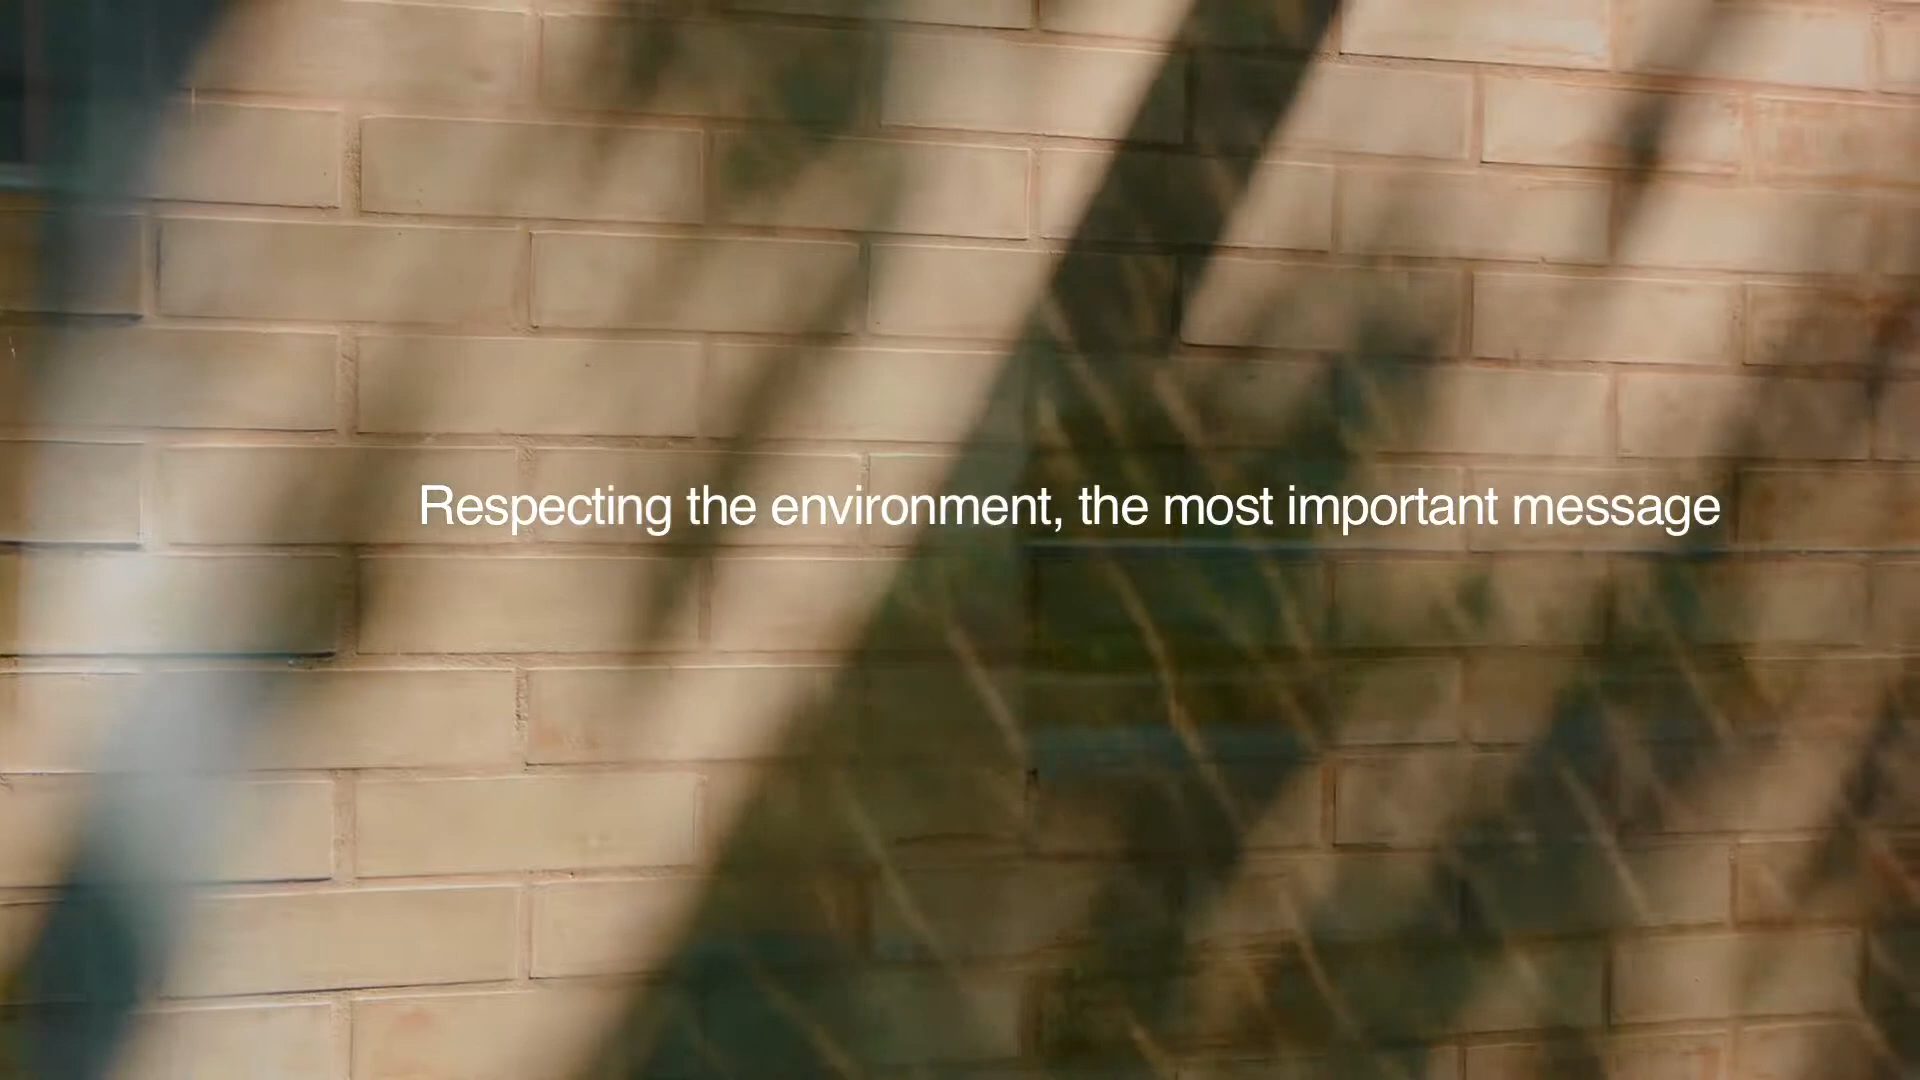 Respecting the environment, the most important message